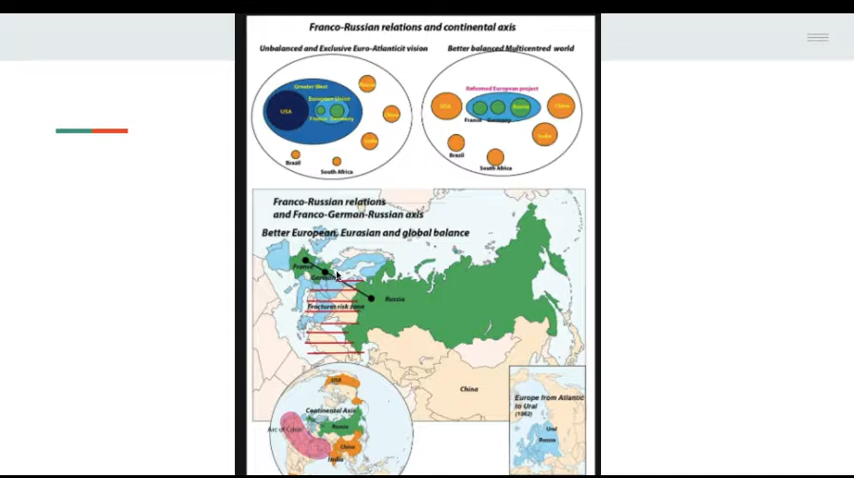 Franco-Russian relations and continental axis
Unbalanced and Exclusive Euro-Atlanticit vision
Better balanced Multicentred world
Greater West
European Union
USA
France Germany
Russia
China
India
Brazil
South Africa
Reformed European project
USA
Russia
China
France Germany
India
Brazil
South Africa
Franco-Russian relations
and Franco-German-Russian axis
Better European, Eurasian and global balance
France
Germany
Russia
Fractures risk zone
China
USA
Continental Axis
Russia
Arc of Crisis
China
India
Europe from Atlantic
to Ural
(1962)
Ural
Russia